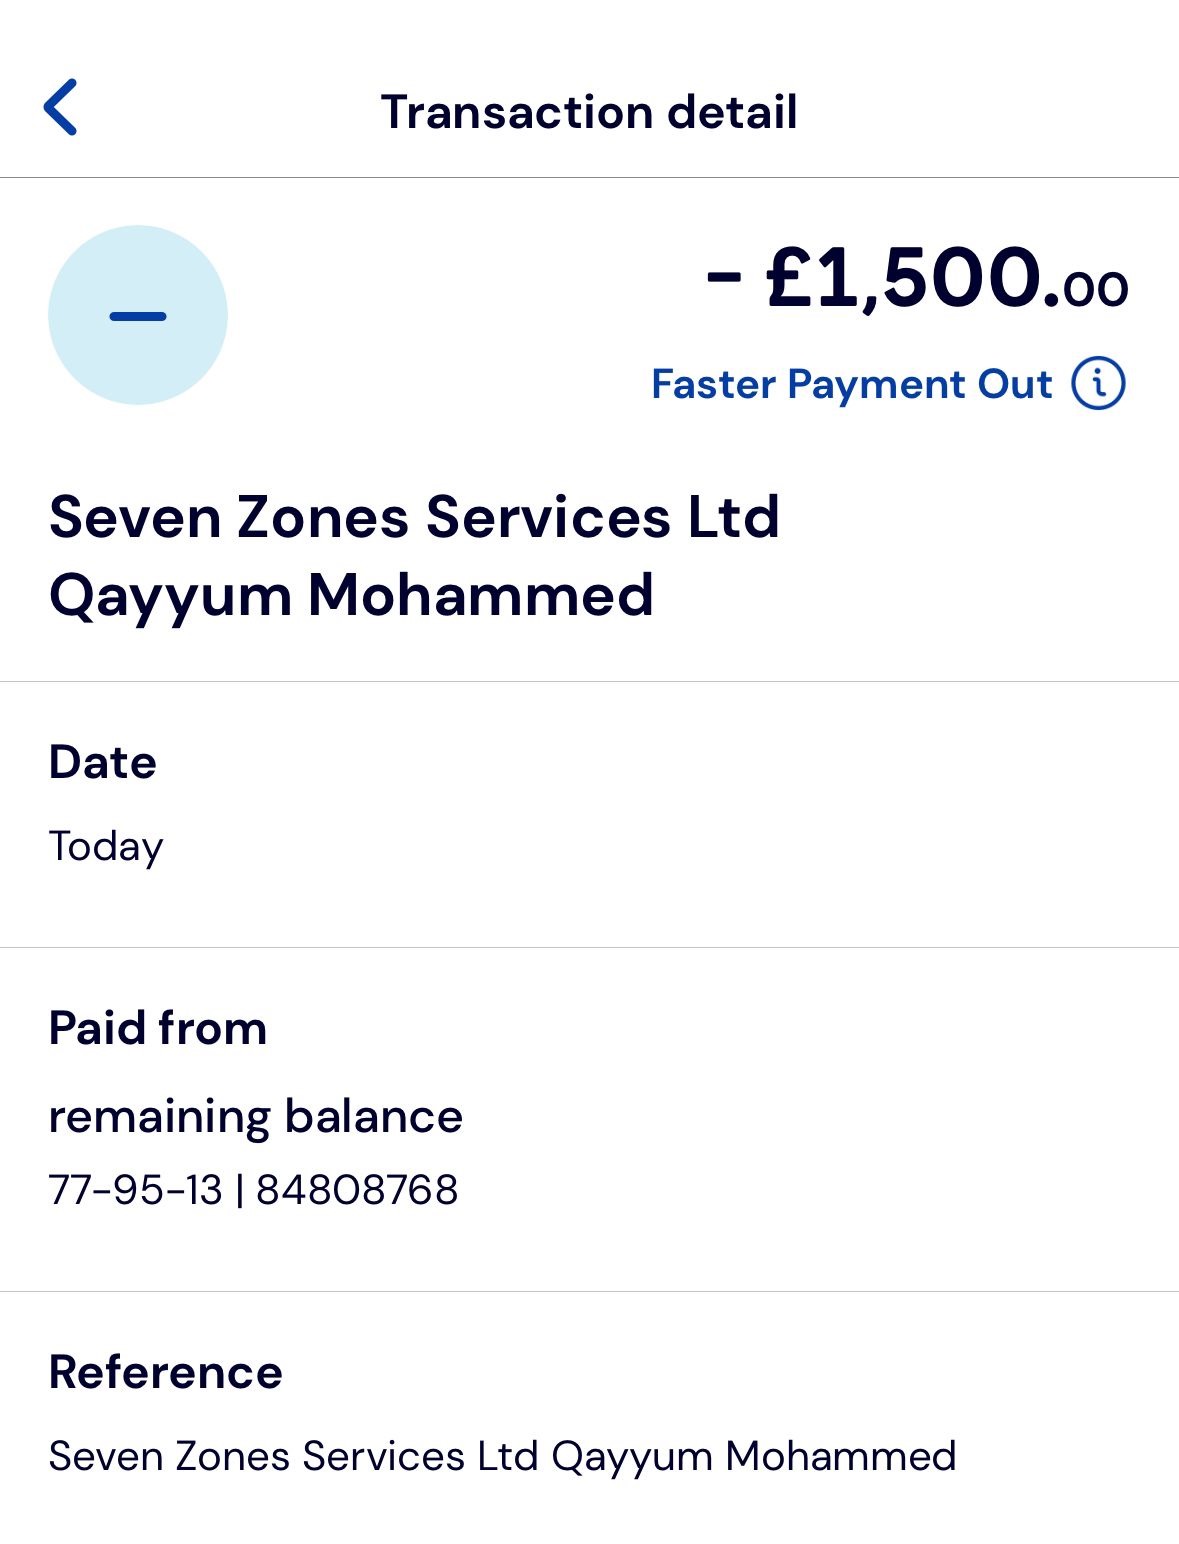 Transaction detail
- £1,500.00
Faster Payment Out
Seven Zones Services Ltd
Qayyum Mohammed
Date
Today
Paid from
remaining balance
77-95-13 | 84808768
Reference
Seven Zones Services Ltd Qayyum Mohammed